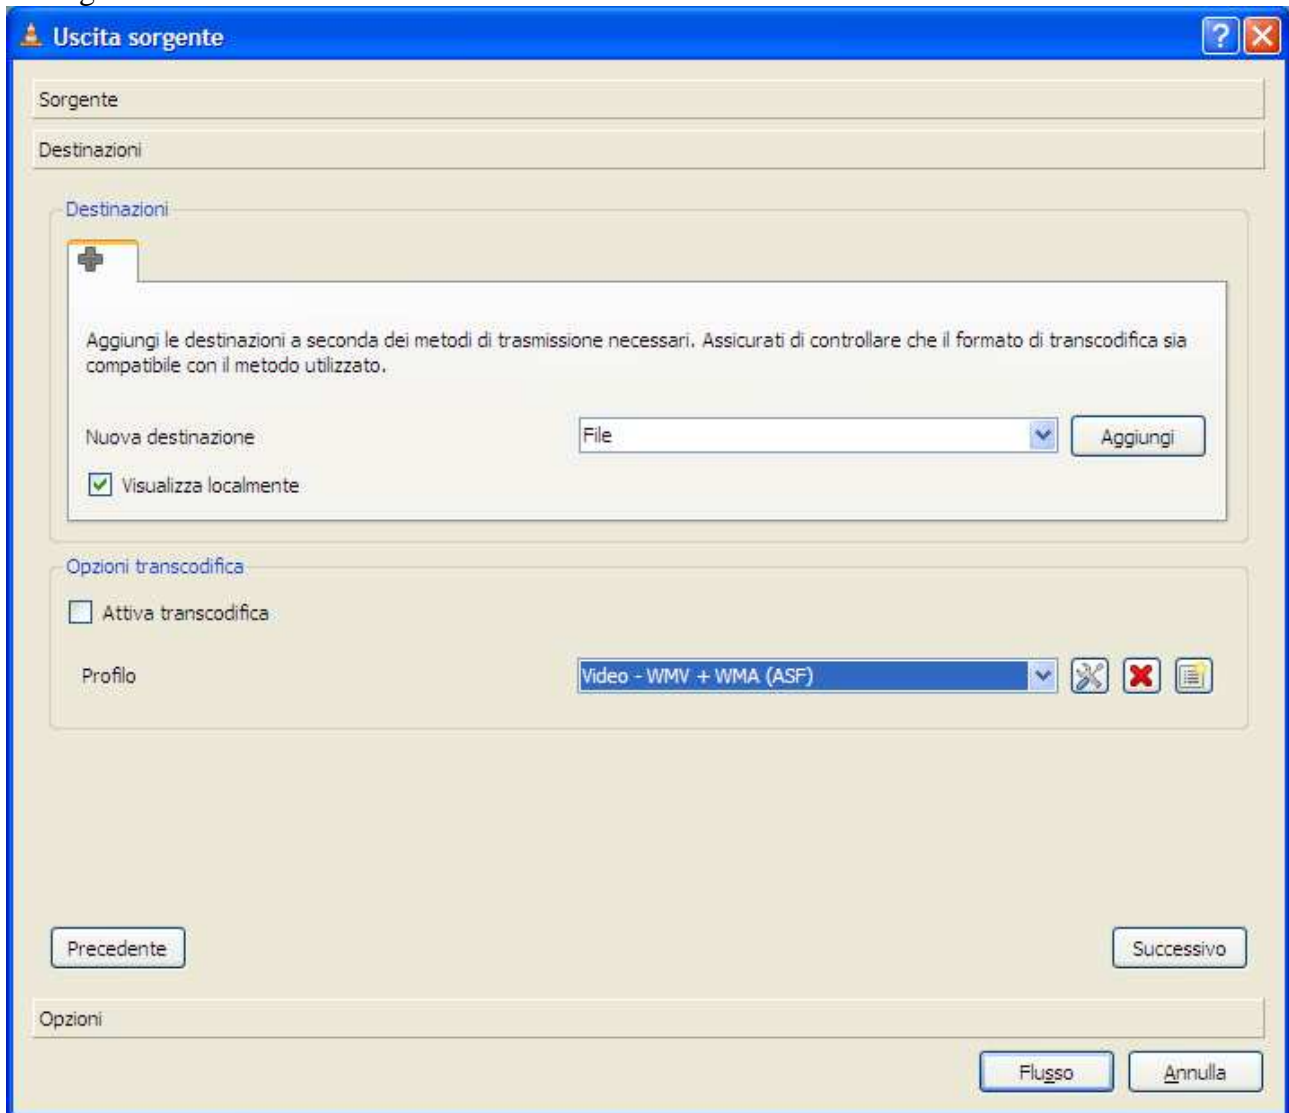 Uscita sorgente
Sorgente
Destinazioni
Destinazioni
Aggiungi le destinazioni a seconda dei metodi di trasmissione necessari. Assicurati di controllare che il formato di transcodifica sia
compatibile con il metodo utilizzato.
Nuova destinazione File Aggiungi
Visualizza localmente
Opzioni transcodifica
Attiva transcodifica
Profilo Video - WMV + WMA (ASF)
Precedente Successivo
Opzioni
Flusso Annulla